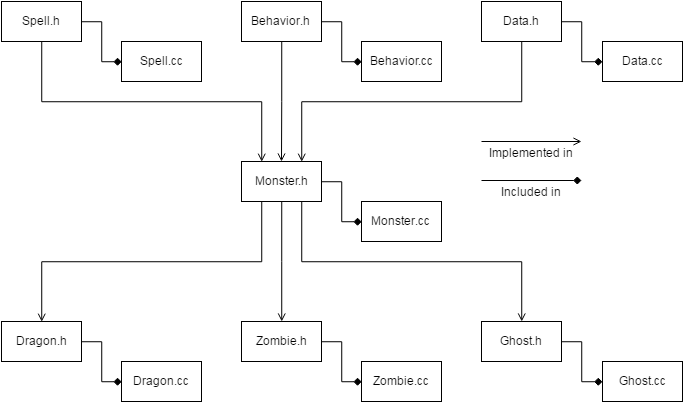 Spell.h
Behavior.h
Data.h
Spell.cc
Behavior.cc
Data.cc
Implemented in
Monster.h
Included in
Monster.cc
Dragon.h
Zombie.h
Ghost.h
Dragon.cc
Zombie.cc
Ghost.cc